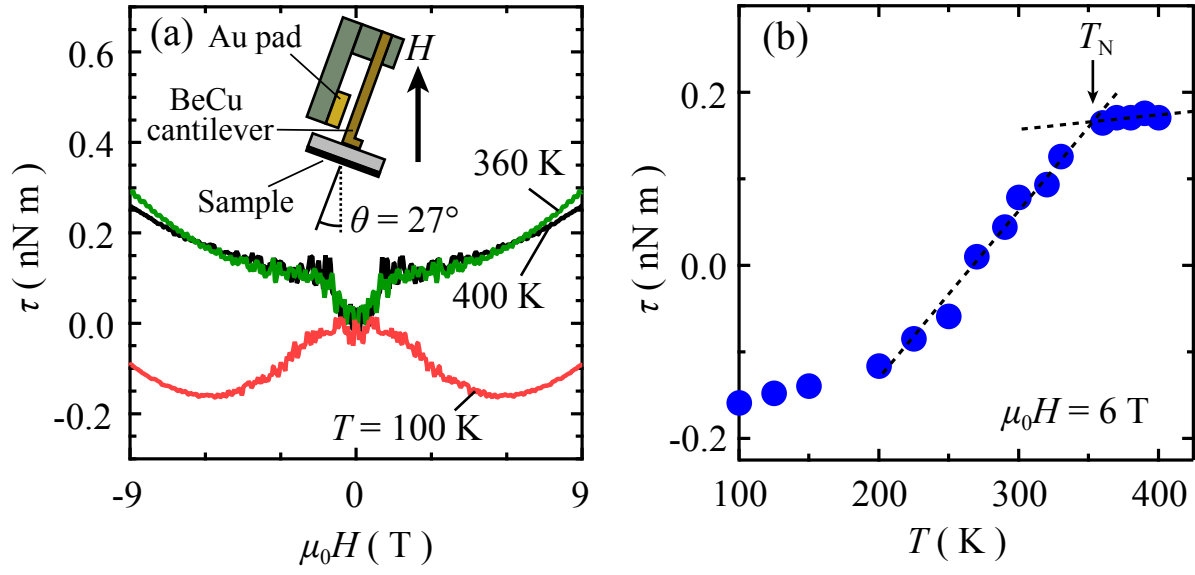 (a)
Au pad
H
BeCu
cantilever
Sample
θ = 27°
360 K
400 K
T = 100 K
τ ( nN m )
0.6
0.4
0.2
0.0
-0.2
-9
0
9
μ₀H ( T )
(b)
T_N
μ₀H = 6 T
τ ( nN m )
0.2
0.0
-0.2
100
200
300
400
T ( K )